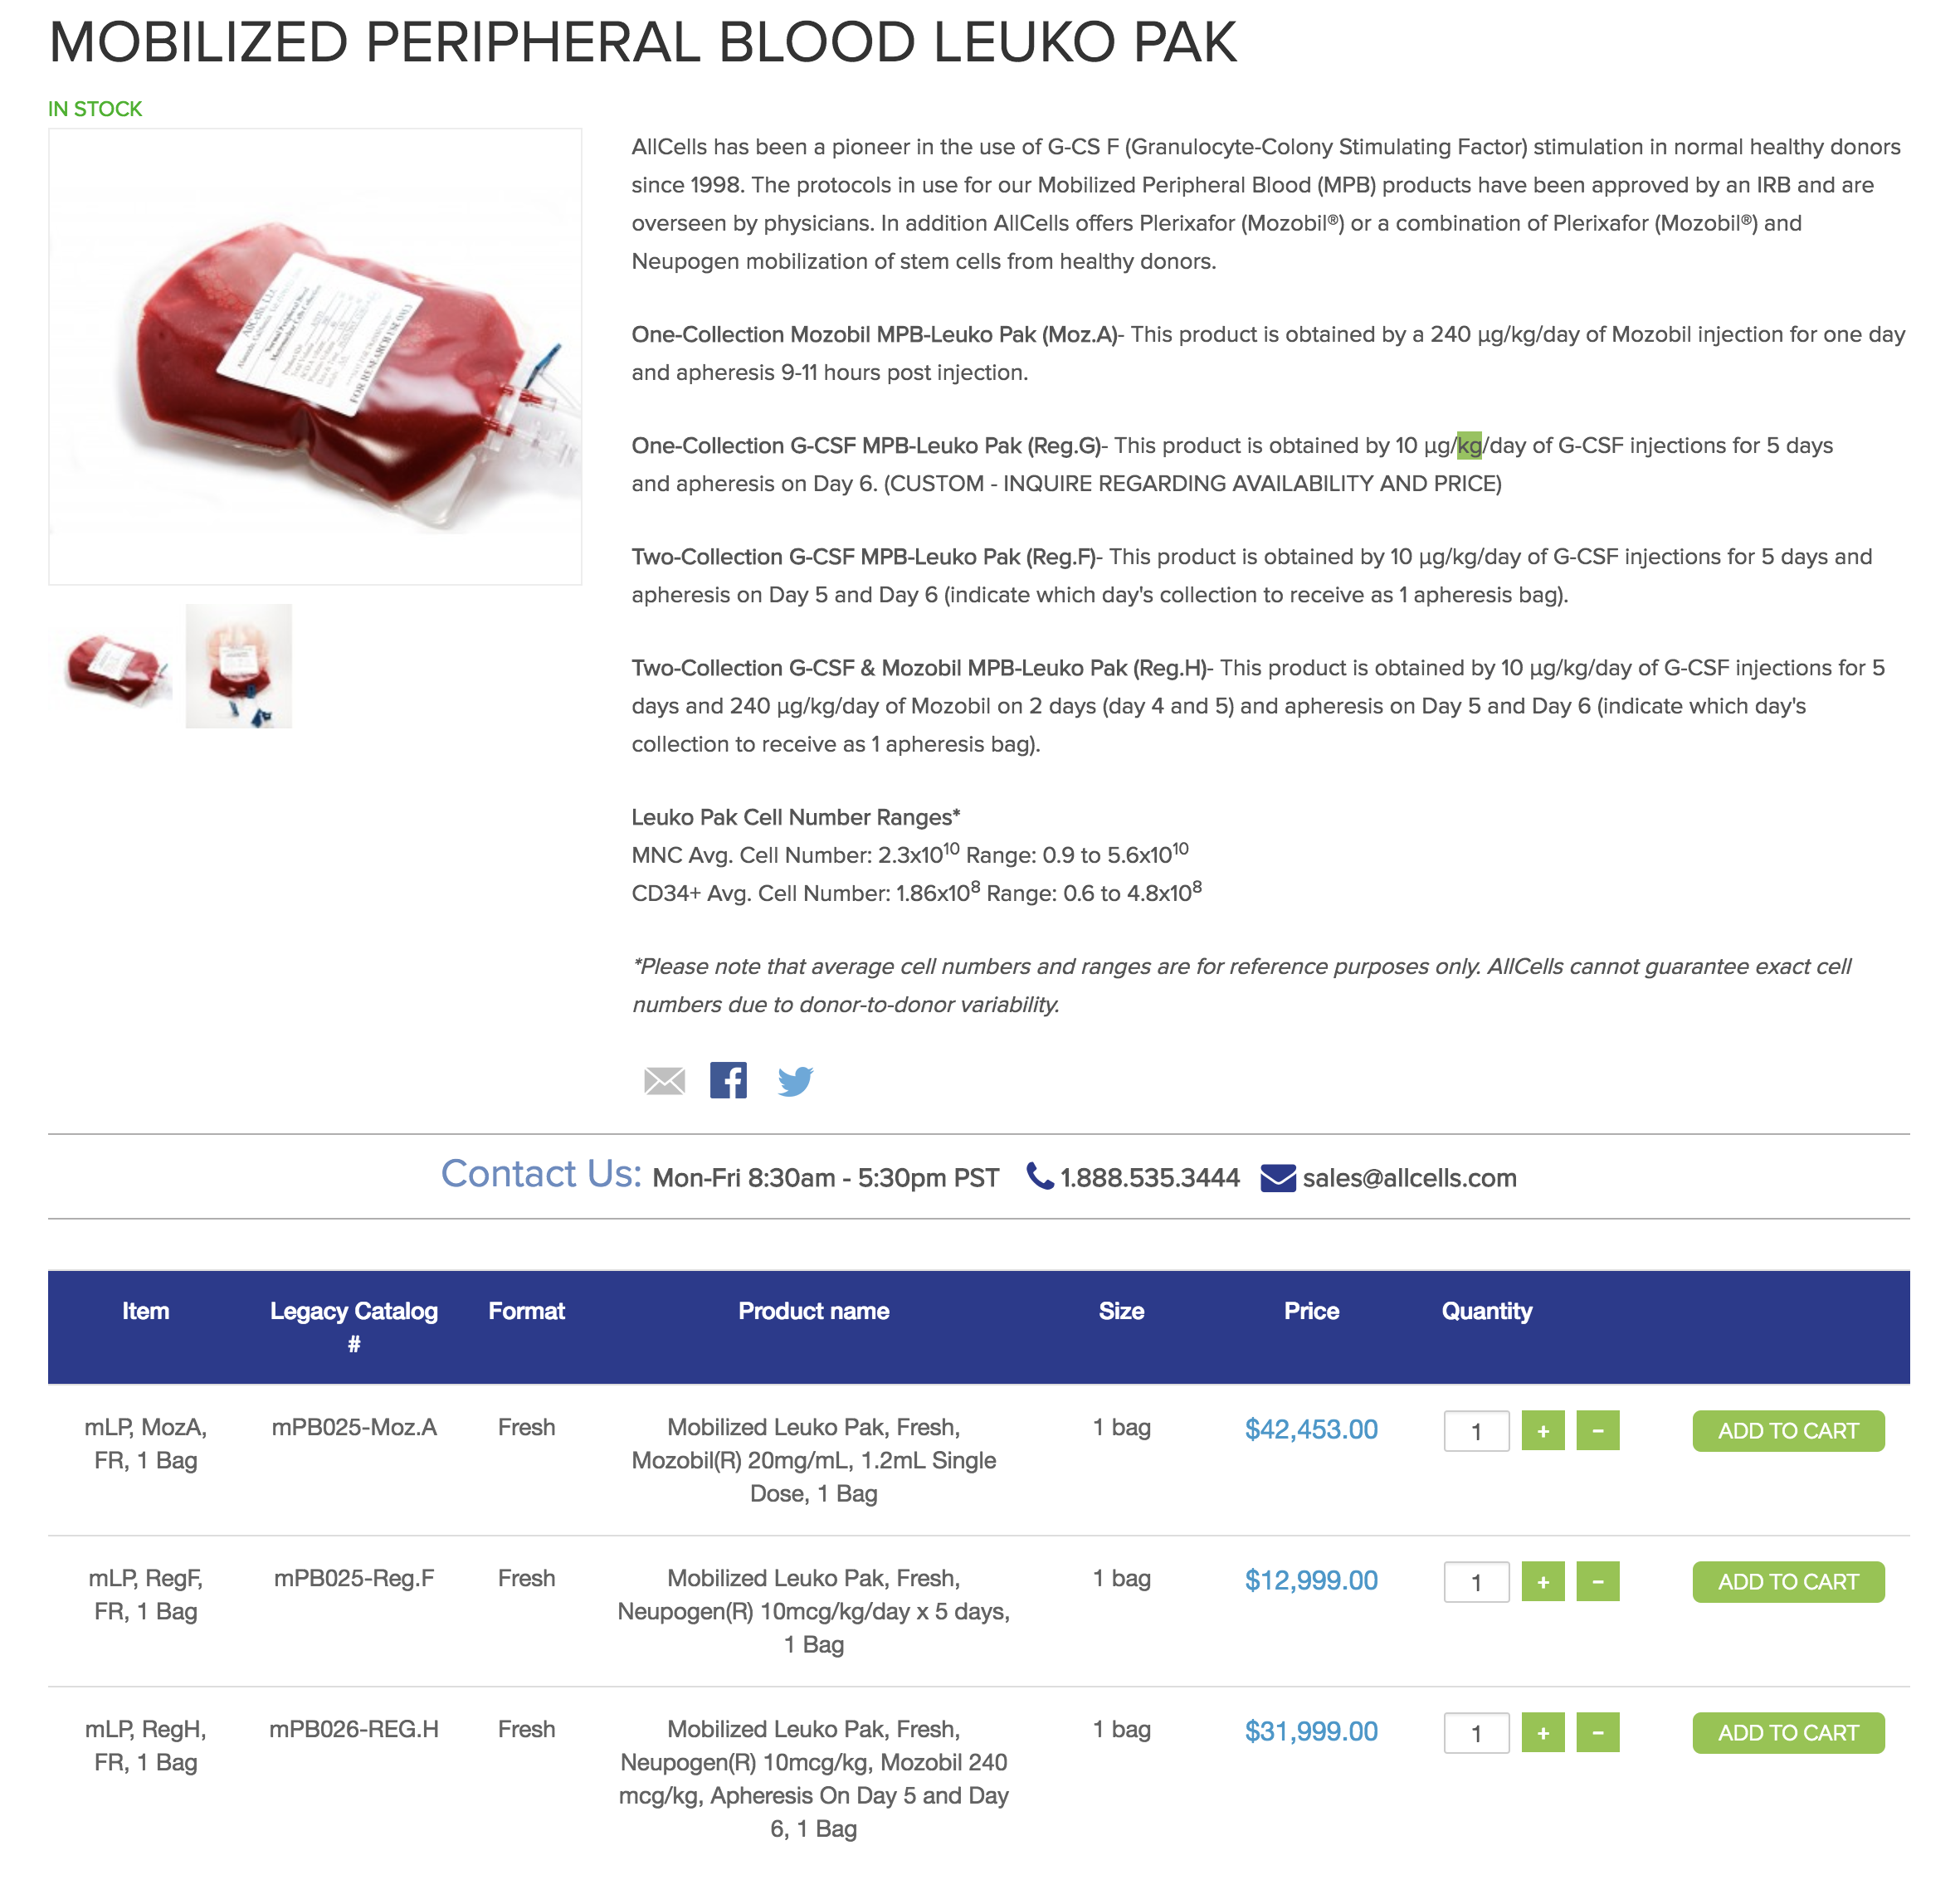 MOBILIZED PERIPHERAL BLOOD LEUKO PAK
IN STOCK
AllCells has been a pioneer in the use of G-CS F (Granulocyte-Colony Stimulating Factor) stimulation in normal healthy donors
since 1998. The protocols in use for our Mobilized Peripheral Blood (MPB) products have been approved by an IRB and are
overseen by physicians. In addition AllCells offers Plerixafor (Mozobil®) or a combination of Plerixafor (Mozobil®) and
Neupogen mobilization of stem cells from healthy donors.
One-Collection Mozobil MPB-Leuko Pak (Moz.A)- This product is obtained by a 240 µg/kg/day of Mozobil injection for one day
and apheresis 9-11 hours post injection.
One-Collection G-CSF MPB-Leuko Pak (Reg.G)- This product is obtained by 10 µg/kg/day of G-CSF injections for 5 days
and apheresis on Day 6. (CUSTOM - INQUIRE REGARDING AVAILABILITY AND PRICE)
Two-Collection G-CSF MPB-Leuko Pak (Reg.F)- This product is obtained by 10 µg/kg/day of G-CSF injections for 5 days and
apheresis on Day 5 and Day 6 (indicate which day's collection to receive as 1 apheresis bag).
Two-Collection G-CSF & Mozobil MPB-Leuko Pak (Reg.H)- This product is obtained by 10 µg/kg/day of G-CSF injections for 5
days and 240 µg/kg/day of Mozobil on 2 days (day 4 and 5) and apheresis on Day 5 and Day 6 (indicate which day's
collection to receive as 1 apheresis bag).
Leuko Pak Cell Number Ranges*
MNC Avg. Cell Number: 2.3x10¹⁰ Range: 0.9 to 5.6x10¹⁰
CD34+ Avg. Cell Number: 1.86x10⁸ Range: 0.6 to 4.8x10⁸
*Please note that average cell numbers and ranges are for reference purposes only. AllCells cannot guarantee exact cell
numbers due to donor-to-donor variability.
Contact Us: Mon-Fri 8:30am - 5:30pm PST 1.888.535.3444 sales@allcells.com
Item Legacy Catalog Format Product name Size Price Quantity
#
mLP, MozA, mPB025-Moz.A Fresh Mobilized Leuko Pak, Fresh, 1 bag $42,453.00 1 + - ADD TO CART
FR, 1 Bag Mozobil(R) 20mg/mL, 1.2mL Single
Dose, 1 Bag
mLP, RegF, mPB025-Reg.F Fresh Mobilized Leuko Pak, Fresh, 1 bag $12,999.00 1 + - ADD TO CART
FR, 1 Bag Neupogen(R) 10mcg/kg/day x 5 days,
1 Bag
mLP, RegH, mPB026-REG.H Fresh Mobilized Leuko Pak, Fresh, 1 bag $31,999.00 1 + - ADD TO CART
FR, 1 Bag Neupogen(R) 10mcg/kg, Mozobil 240
mcg/kg, Apheresis On Day 5 and Day
6, 1 Bag